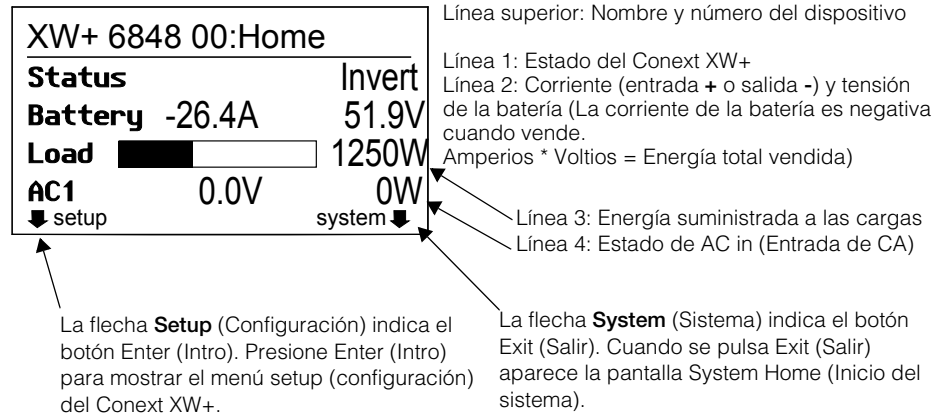 XW+ 6848 00:Home
Status Invert
Battery -26.4A 51.9V
Load 1250W
AC1 0.0V 0W
setup system
Línea superior: Nombre y número del dispositivo
Línea 1: Estado del Conext XW+
Línea 2: Corriente (entrada + o salida -) y tensión
de la batería (La corriente de la batería es negativa
cuando vende.
Amperios * Voltios = Energía total vendida)
Línea 3: Energía suministrada a las cargas
Línea 4: Estado de AC in (Entrada de CA)
La flecha Setup (Configuración) indica el
botón Enter (Intro). Presione Enter (Intro)
para mostrar el menú setup (configuración)
del Conext XW+.
La flecha System (Sistema) indica el botón
Exit (Salir). Cuando se pulsa Exit (Salir)
aparece la pantalla System Home (Inicio del
sistema).